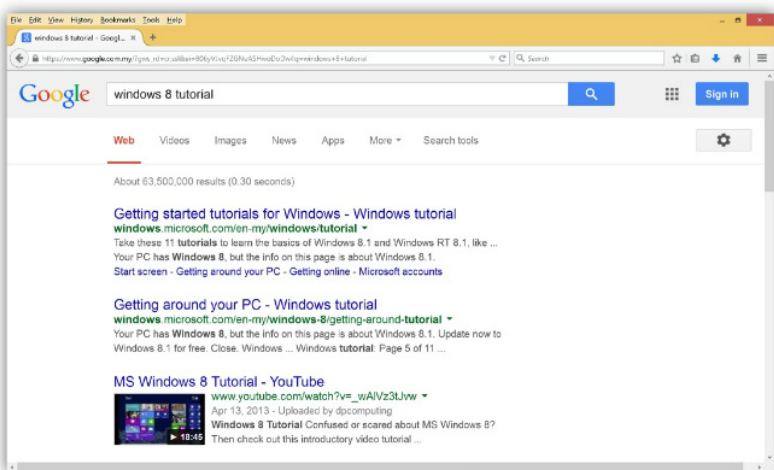 File Edit View History Bookmarks Tools Help
windows 8 tutorial - Googl...
Search
Google windows 8 tutorial Sign in
Web Videos Images News Apps More Search tools
About 63,500,000 results (0.30 seconds)
Getting started tutorials for Windows - Windows tutorial
windows.microsoft.com/en-my/windows/tutorial
Take these 11 tutorials to learn the basics of Windows 8.1 and Windows RT 8.1, like ...
Your PC has Windows 8, but the info on this page is about Windows 8.1.
Start screen - Getting around your PC - Getting online - Microsoft accounts
Getting around your PC - Windows tutorial
windows.microsoft.com/en-my/windows-8/getting-around-tutorial
Your PC has Windows 8, but the info on this page is about Windows 8.1. Update now to
Windows 8.1 for free. Close. Windows ... Windows tutorial: Page 5 of 11 ...
MS Windows 8 Tutorial - YouTube
www.youtube.com/watch?v=_wAIVz3tJvw
Apr 13, 2013 - Uploaded by dpcomputing
Windows 8 Tutorial Confused or scared about MS Windows 8?
18:45 Then check out this introductory video tutorial ...